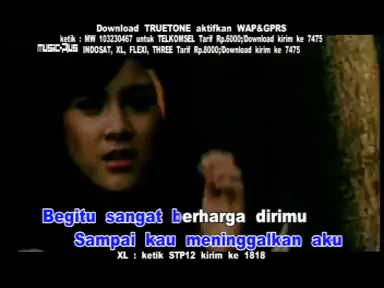 Download TRUETONE aktifkan WAP&GPRS
ketik : MW 103230467 untuk TELKOMSEL Tarif Rp.6000;/Download kirim ke 7475
music+plus INDOSAT, XL, FLEXI, THREE Tarif Rp.8000;/Download kirim ke 7475
Begitu sangat berharga dirimu
Sampai kau meninggalkan aku
XL : ketik STP12 kirim ke 1818